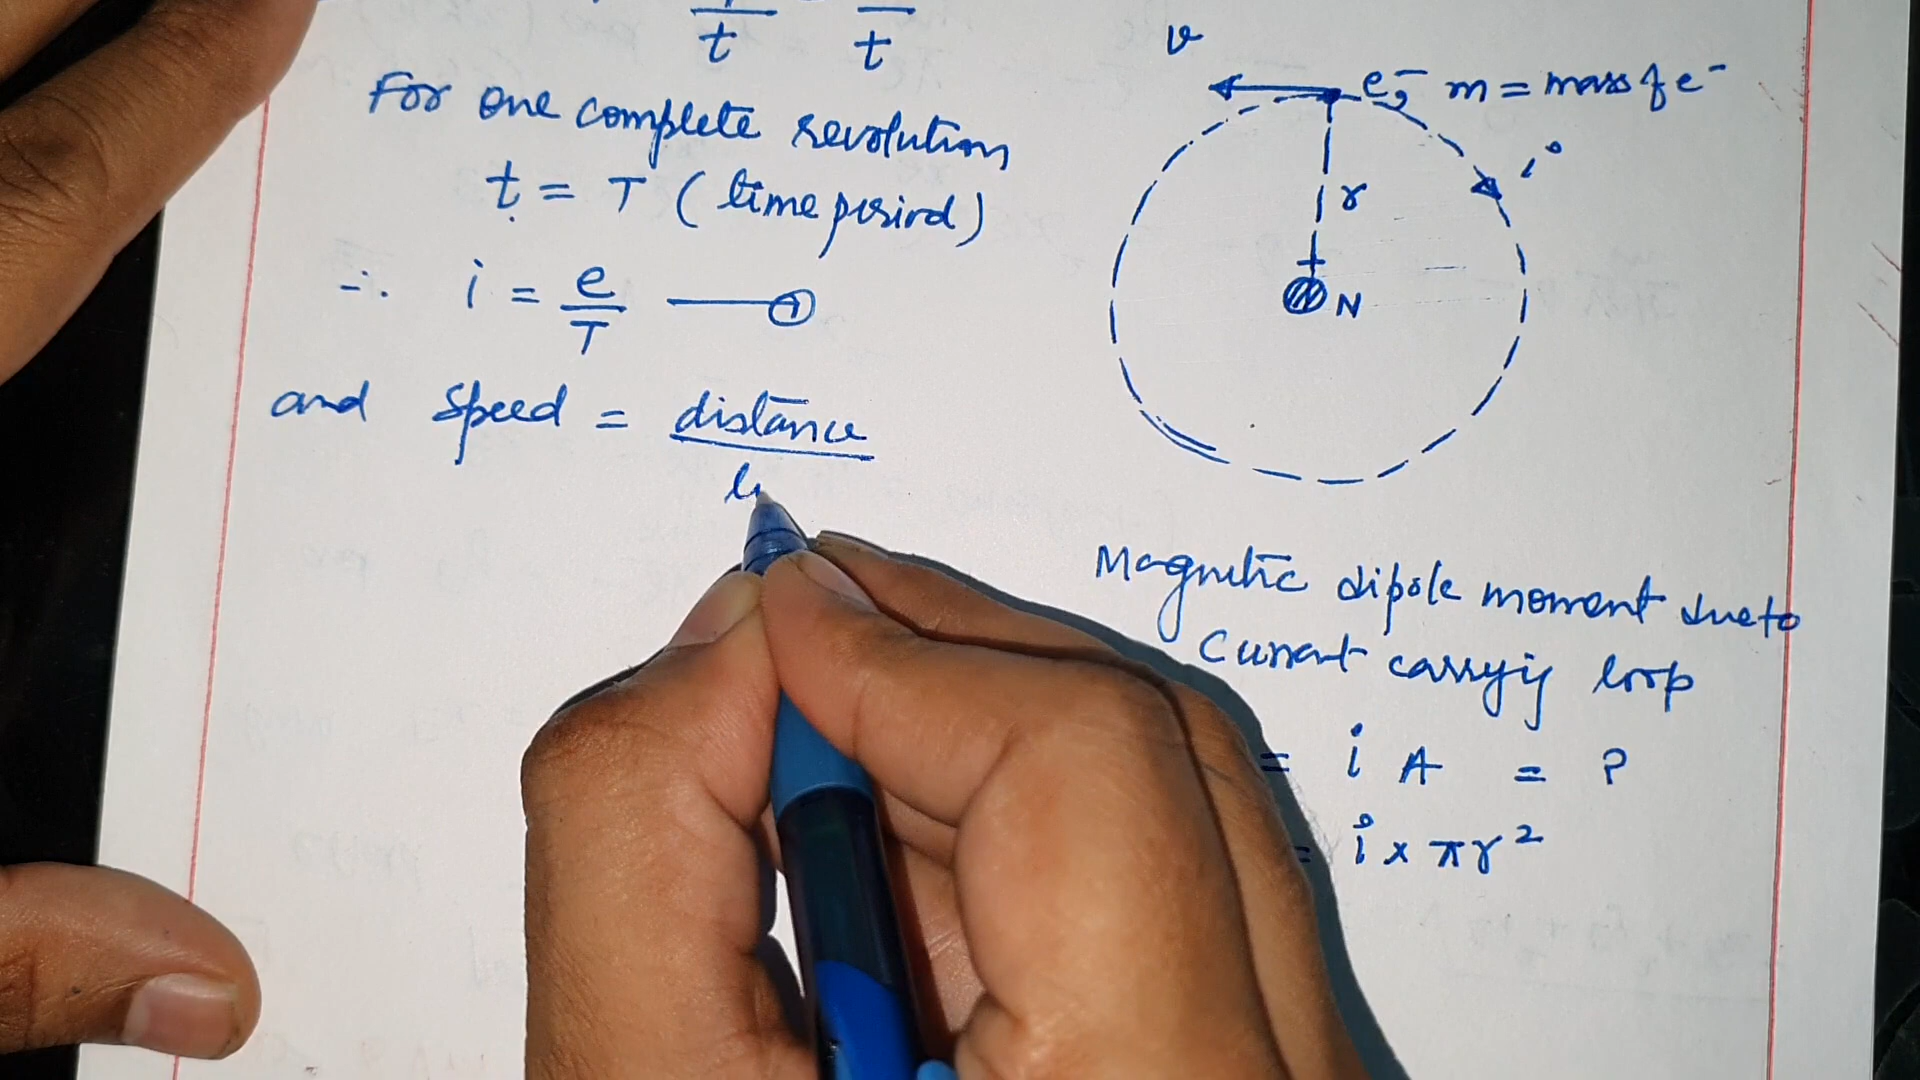 t t
For one complete revolution
t = T ( time period)
∴ i = e/T —— ①
and speed = distance
v
e⁻, m = mass of e⁻
i
r
+
N
Magnetic dipole moment due to
Current carryig loop
= i A = ?
= i × πr²